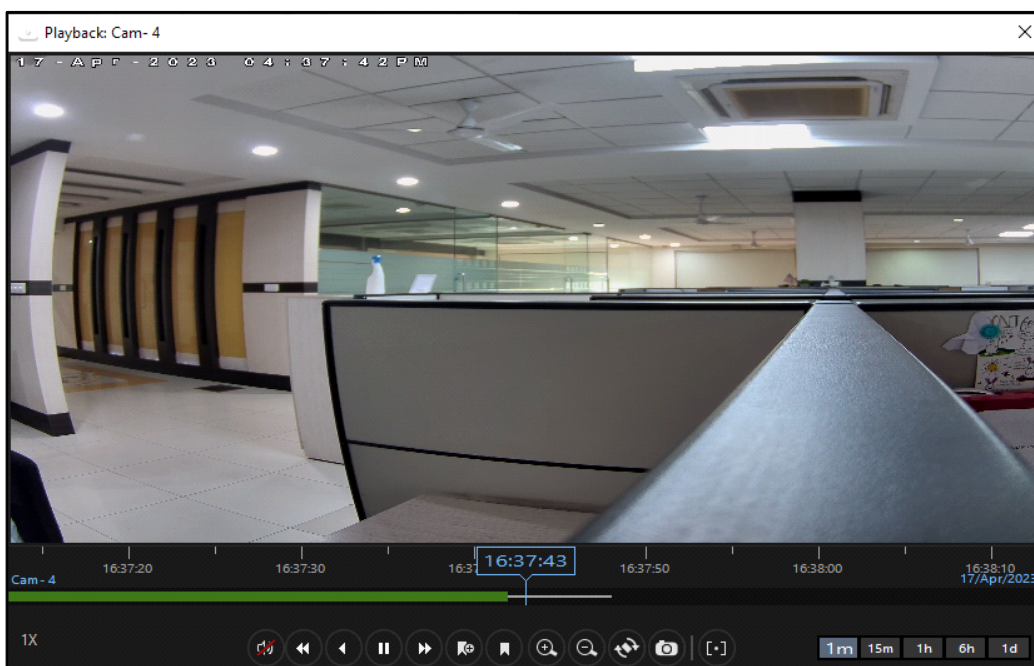 Playback: Cam- 4
17-Apr-2023 04:37:42PM
16:37:20
16:37:30
16:37:
16:37:43
16:37:50
16:38:00
16:38:10
Cam- 4
17/Apr/2023
1X
1m
15m
1h
6h
1d